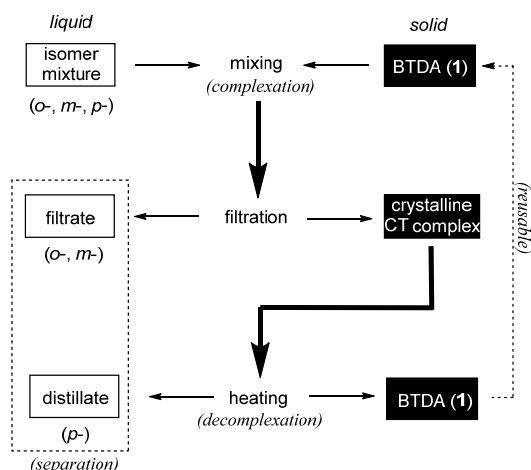 liquid
solid
isomer
mixture
mixing
(complexation)
BTDA (1)
(o-, m-, p-)
(reusable)
filtrate
filtration
crystalline
CT complex
(o-, m-)
distillate
heating
(decomplexation)
BTDA (1)
(p-)
(separation)